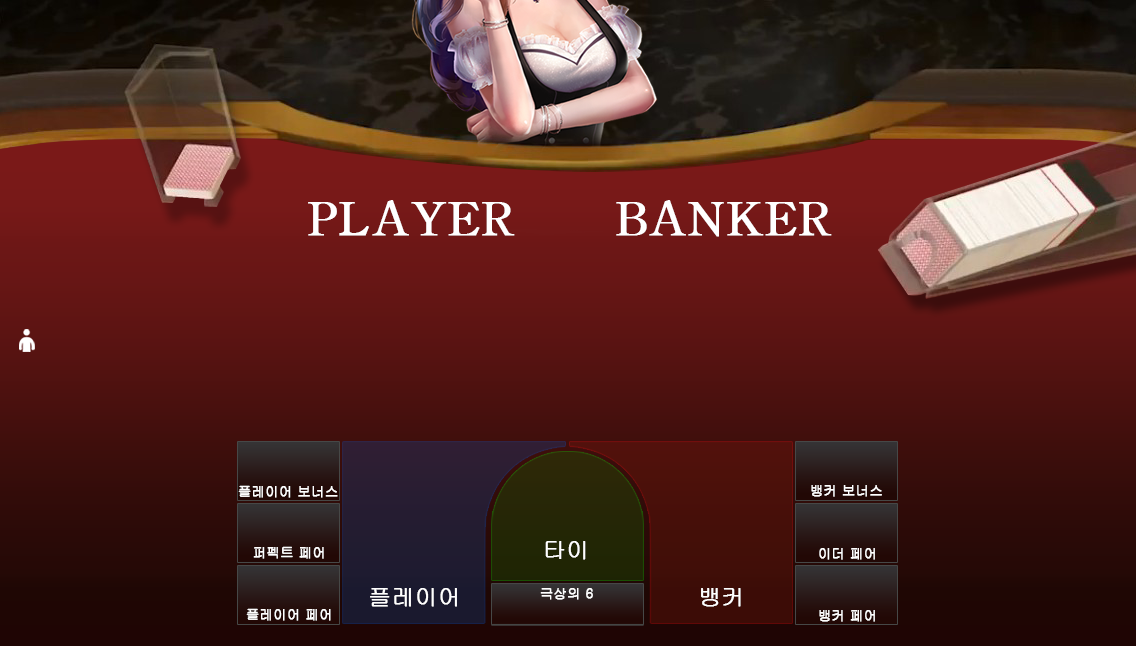 PLAYER
BANKER
플레이어 보너스
뱅커 보너스
타이
퍼펙트 페어
이더 페어
극상의 6
플레이어
뱅커
플레이어 페어
뱅커 페어